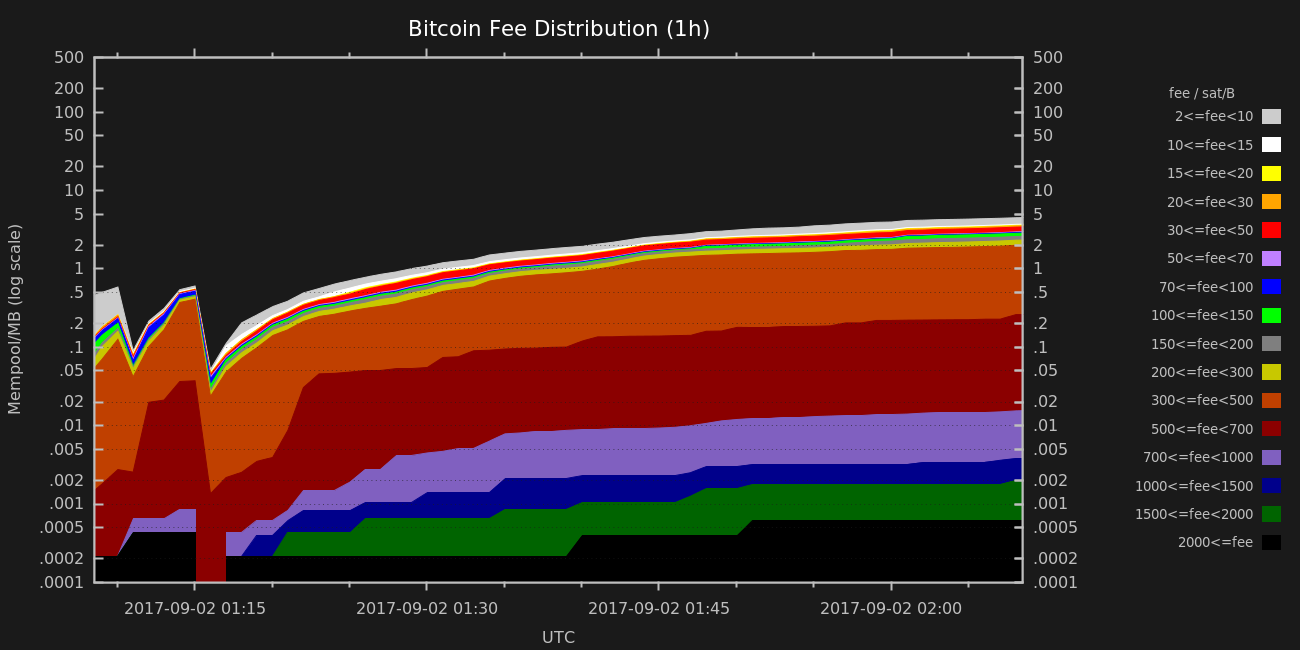 Bitcoin Fee Distribution (1h)
Mempool/MB (log scale)
500
200
100
50
20
10
5
2
1
.5
.2
.1
.05
.02
.01
.005
.002
.001
.0005
.0002
.0001
500
200
100
50
20
10
5
2
1
.5
.2
.1
.05
.02
.01
.005
.002
.001
.0005
.0002
.0001
2017-09-02 01:15
2017-09-02 01:30
2017-09-02 01:45
2017-09-02 02:00
UTC
fee / sat/B
2<=fee<10
10<=fee<15
15<=fee<20
20<=fee<30
30<=fee<50
50<=fee<70
70<=fee<100
100<=fee<150
150<=fee<200
200<=fee<300
300<=fee<500
500<=fee<700
700<=fee<1000
1000<=fee<1500
1500<=fee<2000
2000<=fee